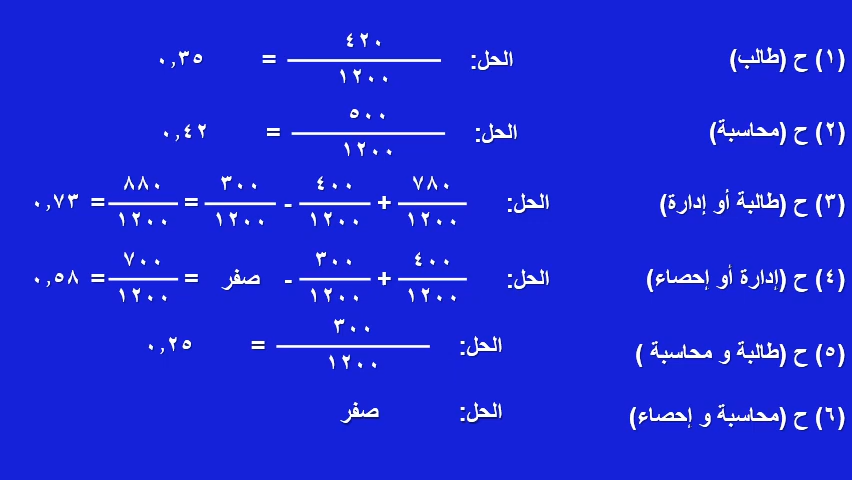 (١) ح (طالب) الحل: ٤٢٠ / ١٢٠٠ = ٠,٣٥
(٢) ح (محاسبة) الحل: ٥٠٠ / ١٢٠٠ = ٠,٤٢
(٣) ح (طالبة أو إدارة) الحل: ٧٨٠ / ١٢٠٠ + ٤٠٠ / ١٢٠٠ - ٣٠٠ / ١٢٠٠ = ٨٨٠ / ١٢٠٠ = ٠,٧٣
(٤) ح (إدارة أو إحصاء) الحل: ٤٠٠ / ١٢٠٠ + ٣٠٠ / ١٢٠٠ - صفر = ٧٠٠ / ١٢٠٠ = ٠,٥٨
(٥) ح (طالبة و محاسبة ) الحل: ٣٠٠ / ١٢٠٠ = ٠,٢٥
(٦) ح (محاسبة و إحصاء) الحل: صفر